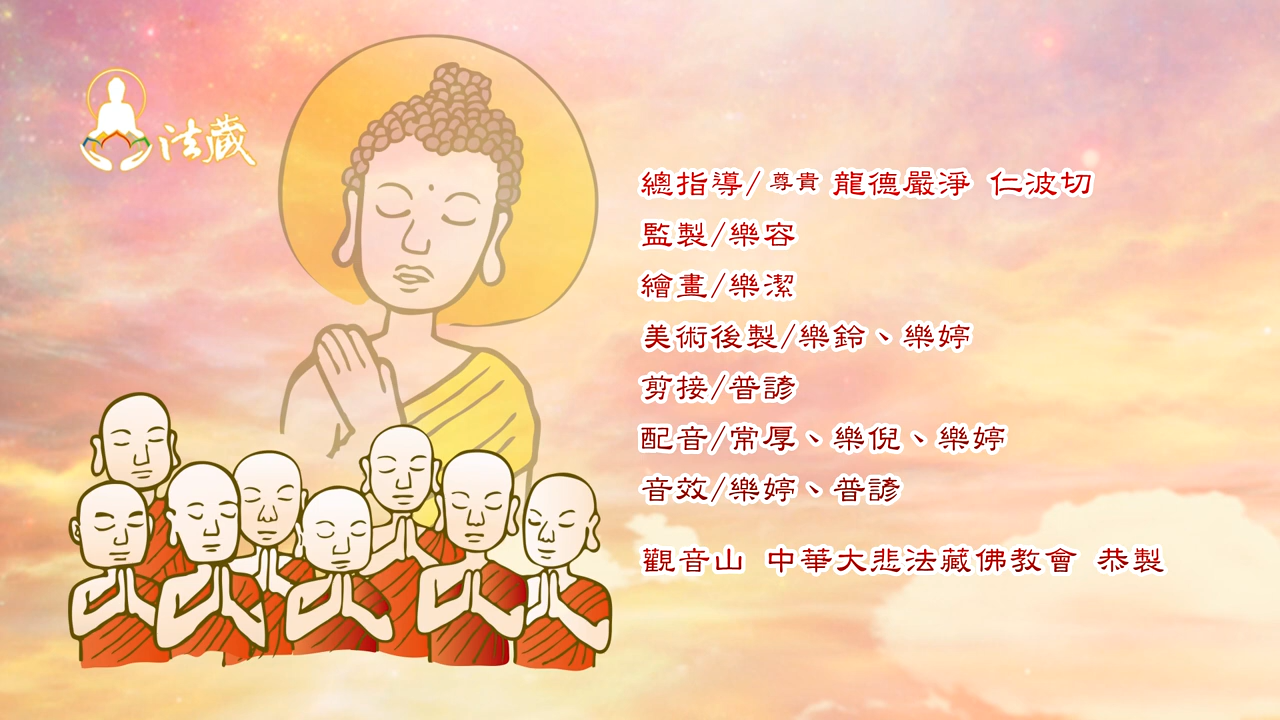 法藏
總指導/尊貴 龍德嚴淨 仁波切
監製/樂容
繪畫/樂潔
美術後製/樂鈴、樂婷
剪接/普諺
配音/常厚、樂倪、樂婷
音效/樂婷、普諺
觀音山 中華大悲法藏佛教會 恭製